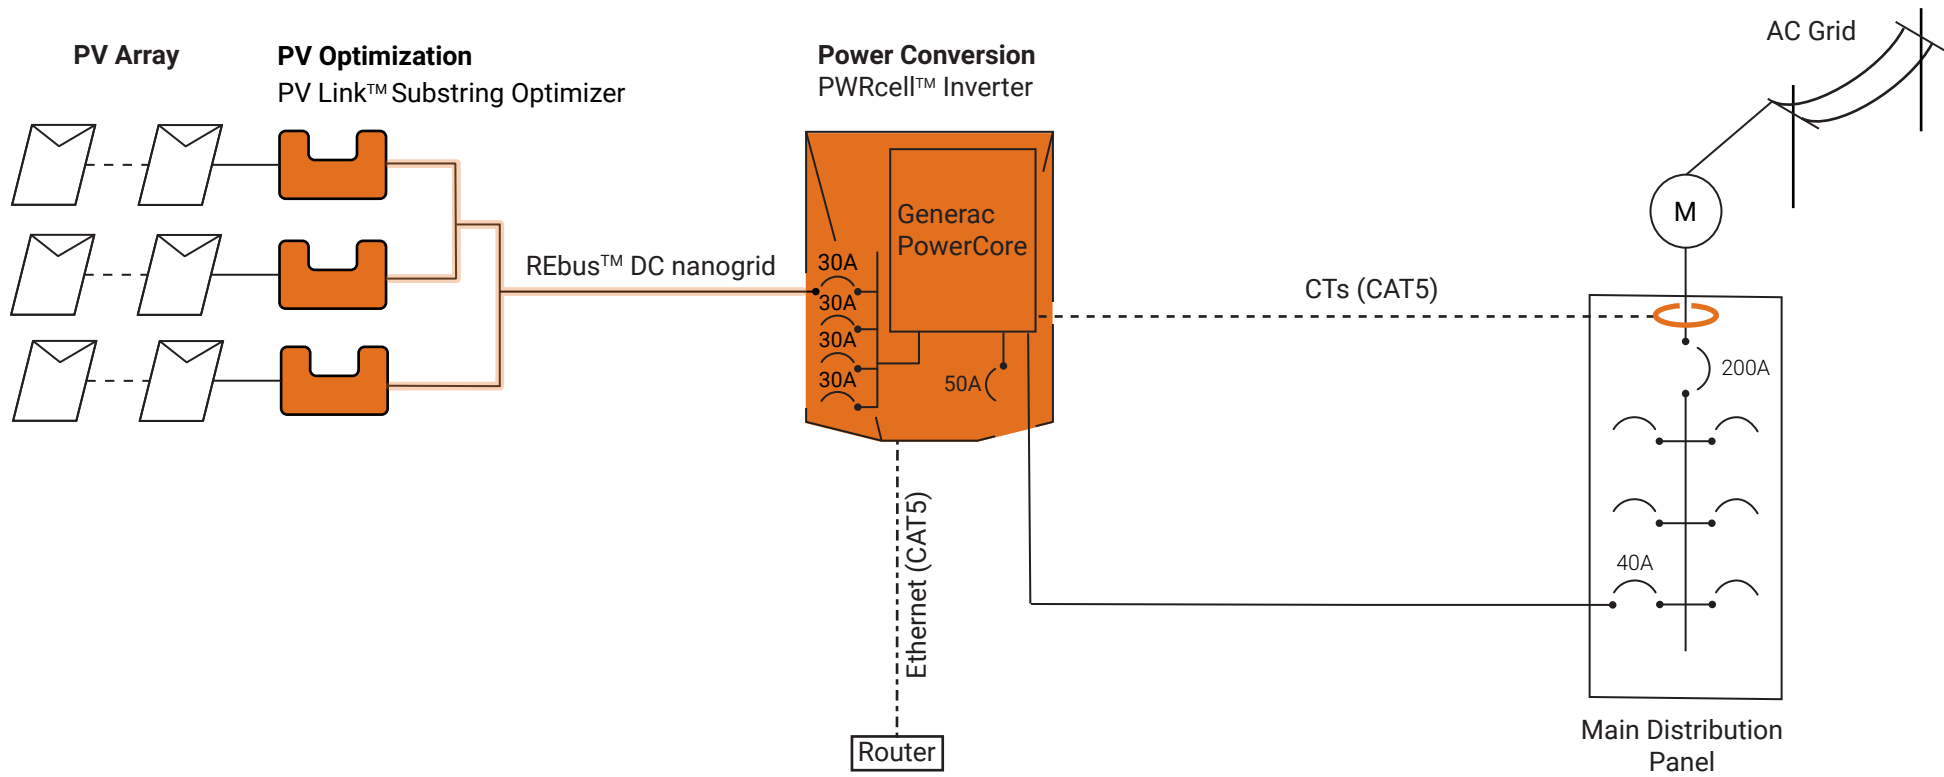 PV Array
PV Optimization
PV Link™ Substring Optimizer
Power Conversion
PWRcell™ Inverter
AC Grid
M
Generac
PowerCore
30A
30A
30A
30A
50A
REbus™ DC nanogrid
CTs (CAT5)
200A
40A
Ethernet (CAT5)
Router
Main Distribution
Panel